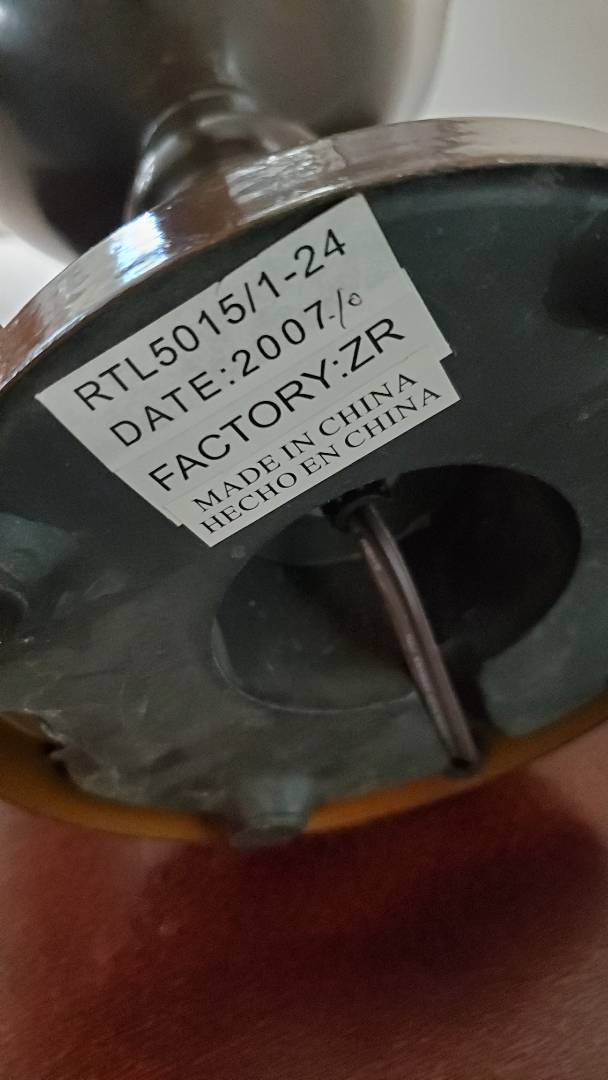 RTL5015/1-24
DATE:2007-10
FACTORY:ZR
MADE IN CHINA
HECHO EN CHINA